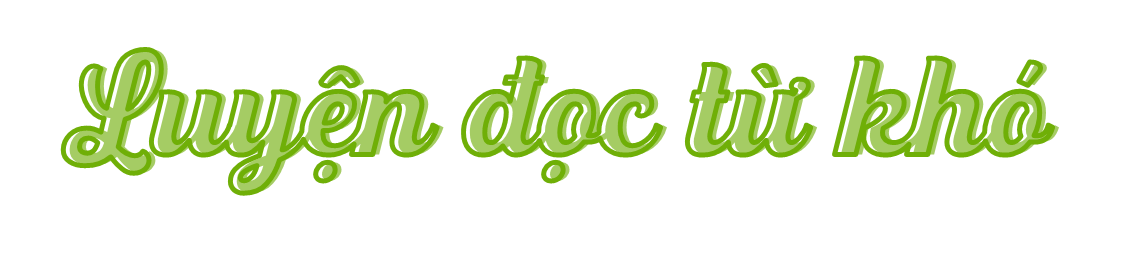 Luyện đọc từ khó